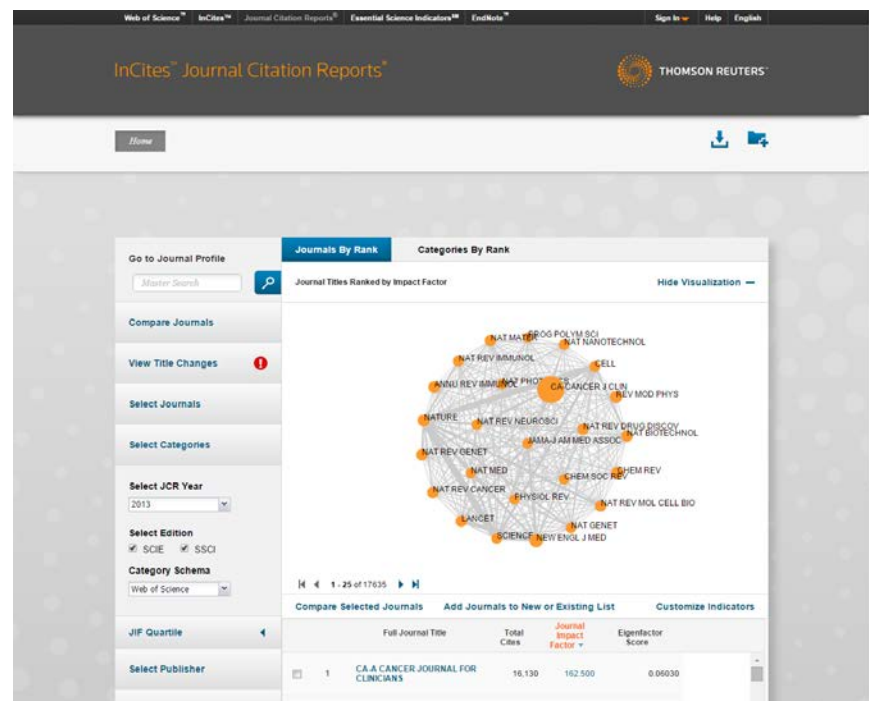 Web of Science™ InCites™ Journal Citation Reports® Essential Science Indicators℠ EndNote™ Sign In Help English
InCites™ Journal Citation Reports®
THOMSON REUTERS™
Home
Go to Journal Profile
Master Search
Compare Journals
View Title Changes
Select Journals
Select Categories
Select JCR Year
2013
Select Edition
SCIE SSCI
Category Schema
Web of Science
JIF Quartile
Select Publisher
Journals By Rank Categories By Rank
Journal Titles Ranked by Impact Factor Hide Visualization
NAT MATER
PROG POLYM SCI
NAT NANOTECHNOL
NAT REV IMMUNOL
CELL
ANNU REV IMMUNOL
CA-CANCER J CLIN
REV MOD PHYS
NATURE
NAT REV NEUROSCI
NAT REV DRUG DISCOV
NAT BIOTECHNOL
JAMA-J AM MED ASSOC
NAT REV GENET
NAT MED
CHEM SOC REV
CHEM REV
NAT REV CANCER
PHYSIOL REV
NAT REV MOL CELL BIO
LANCET
NAT GENET
SCIENCE
NEW ENGL J MED
1 - 25 of 17635
Compare Selected Journals Add Journals to New or Existing List Customize Indicators
Full Journal Title
Total Cites
Journal Impact Factor
Eigenfactor Score
1 CA-A CANCER JOURNAL FOR CLINICIANS 16,130 162.500 0.06030